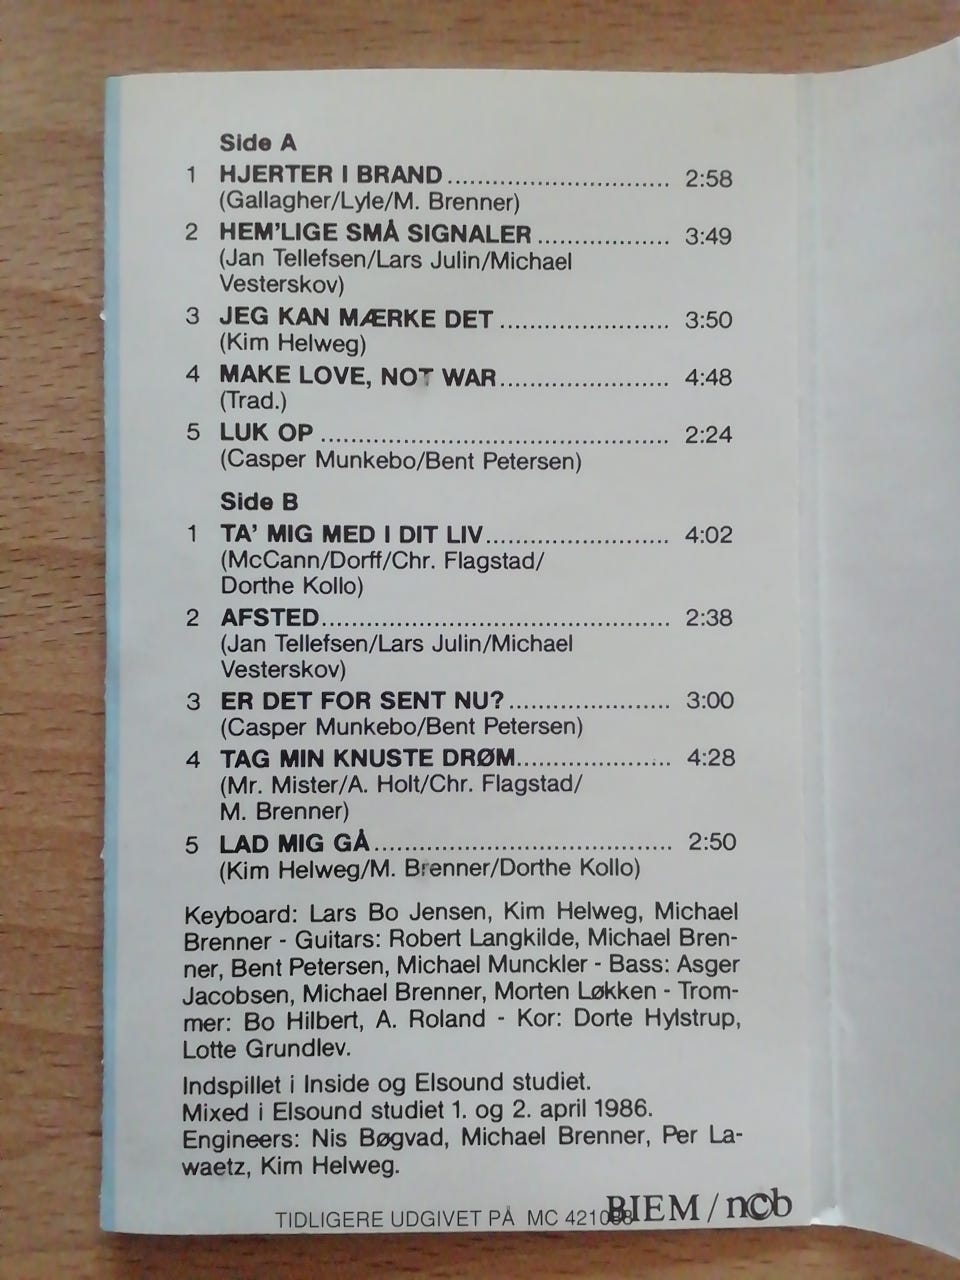 Side A
1 HJERTER I BRAND.............................. 2:58
(Gallagher/Lyle/M. Brenner)
2 HEM'LIGE SMÅ SIGNALER.................. 3:49
(Jan Tellefsen/Lars Julin/Michael
Vesterskov)
3 JEG KAN MÆRKE DET....................... 3:50
(Kim Helweg)
4 MAKE LOVE, NOT WAR....................... 4:48
(Trad.)
5 LUK OP............................................... 2:24
(Casper Munkebo/Bent Petersen)
Side B
1 TA' MIG MED I DIT LIV......................... 4:02
(McCann/Dorff/Chr. Flagstad/
Dorthe Kollo)
2 AFSTED............................................... 2:38
(Jan Tellefsen/Lars Julin/Michael
Vesterskov)
3 ER DET FOR SENT NU?...................... 3:00
(Casper Munkebo/Bent Petersen)
4 TAG MIN KNUSTE DRØM..................... 4:28
(Mr. Mister/A. Holt/Chr. Flagstad/
M. Brenner)
5 LAD MIG GÅ........................................ 2:50
(Kim Helweg/M. Brenner/Dorthe Kollo)
Keyboard: Lars Bo Jensen, Kim Helweg, Michael
Brenner - Guitars: Robert Langkilde, Michael Bren-
ner, Bent Petersen, Michael Munckler - Bass: Asger
Jacobsen, Michael Brenner, Morten Løkken - Trom-
mer: Bo Hilbert, A. Roland - Kor: Dorte Hylstrup,
Lotte Grundlev.
Indspillet i Inside og Elsound studiet.
Mixed i Elsound studiet 1. og 2. april 1986.
Engineers: Nis Bøgvad, Michael Brenner, Per La-
waetz, Kim Helweg.
TIDLIGERE UDGIVET PÅ MC BIEM / ncb